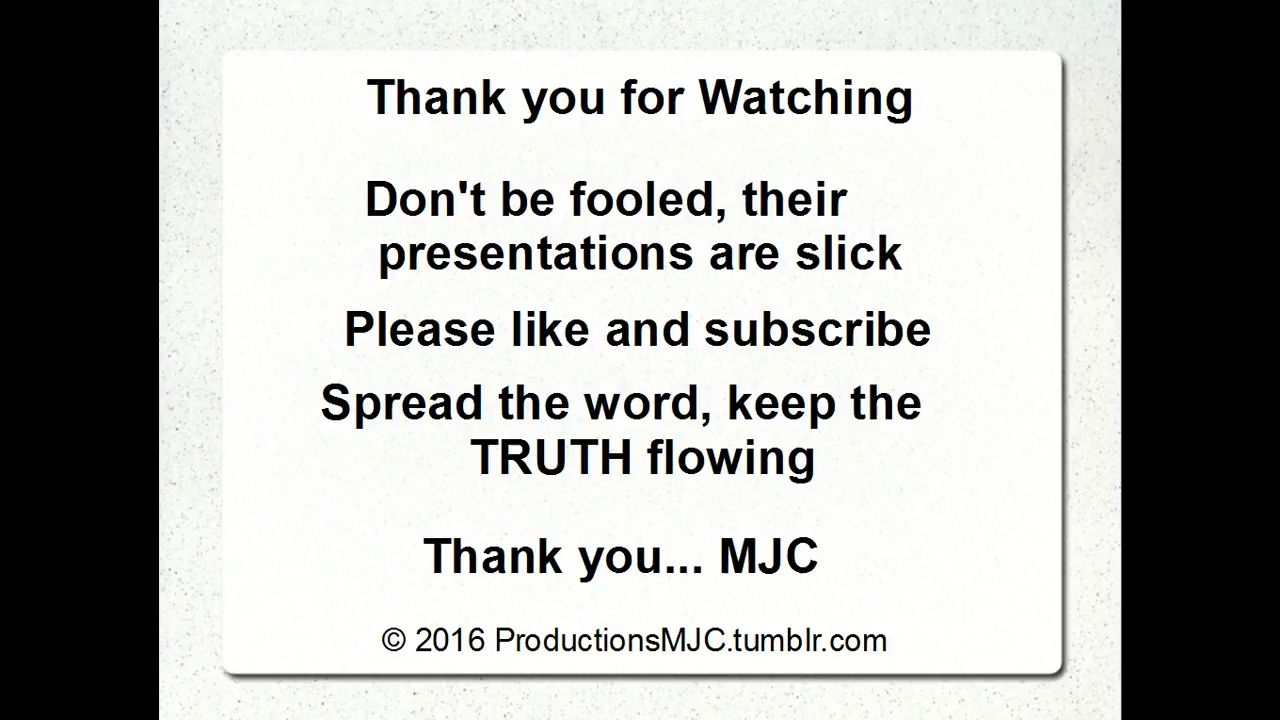 Thank you for Watching
Don't be fooled, their
presentations are slick
Please like and subscribe
Spread the word, keep the
TRUTH flowing
Thank you... MJC
© 2016 ProductionsMJC.tumblr.com